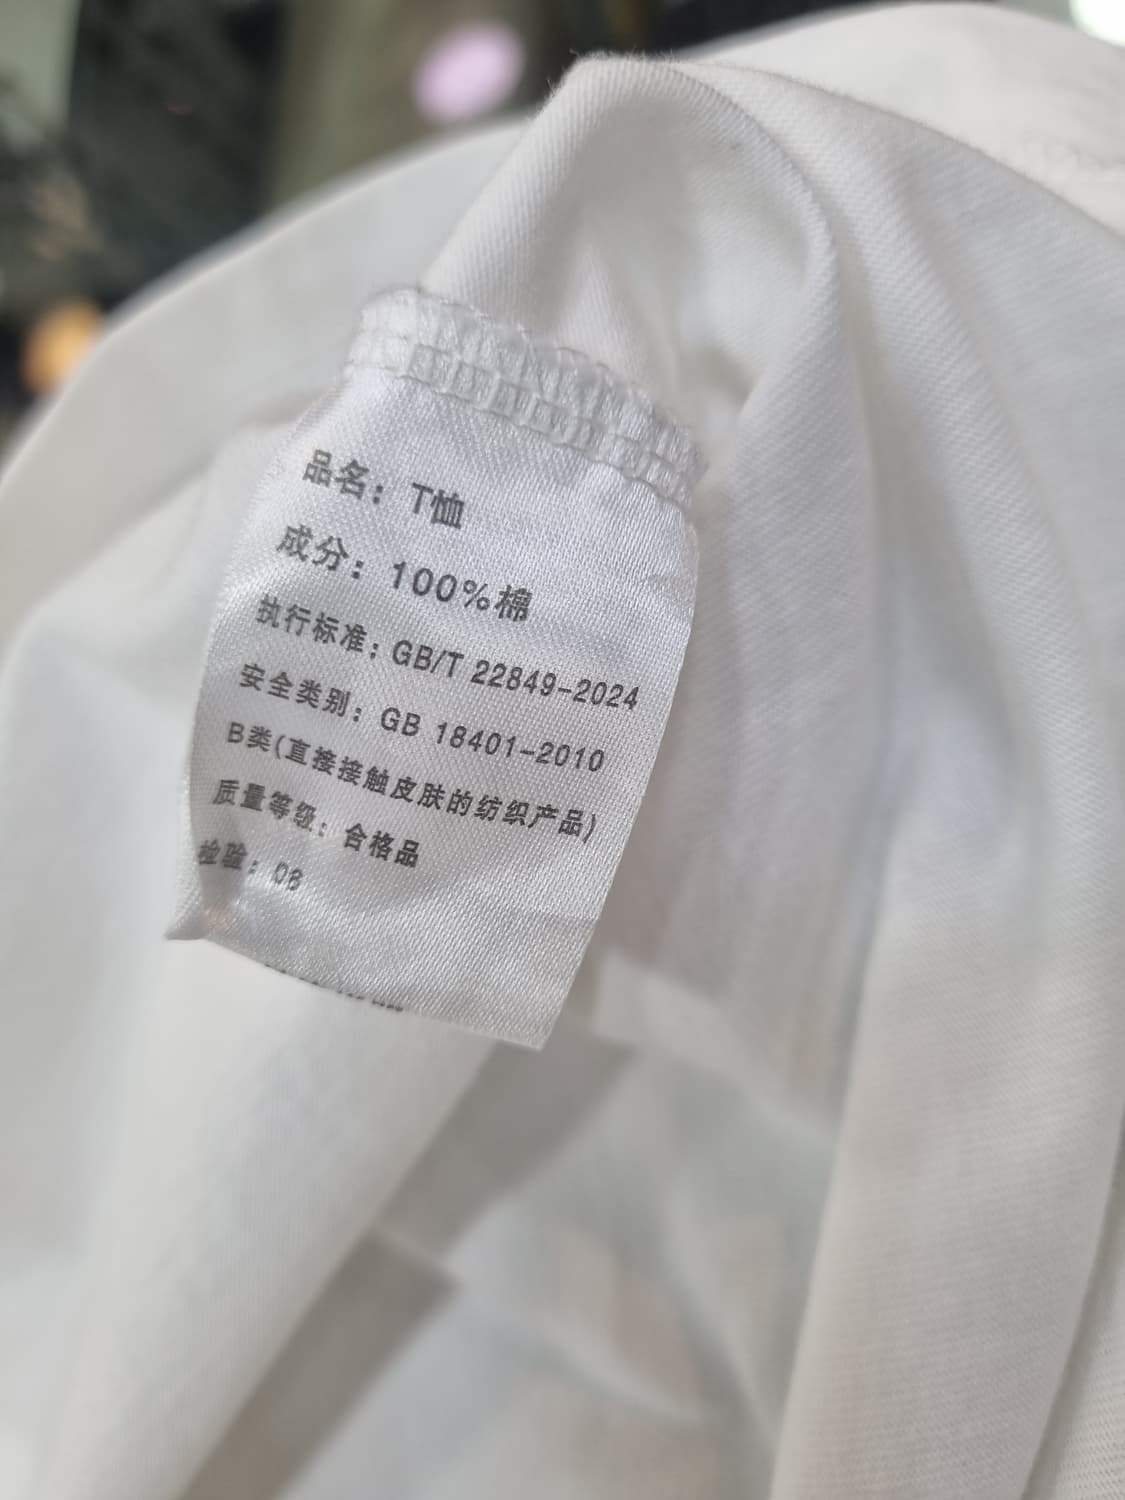 品名：T恤
成分：100%棉
执行标准：GB/T 22849-2024
安全类别：GB 18401-2010
B类(直接接触皮肤的纺织产品)
质量等级：合格品
检验：06